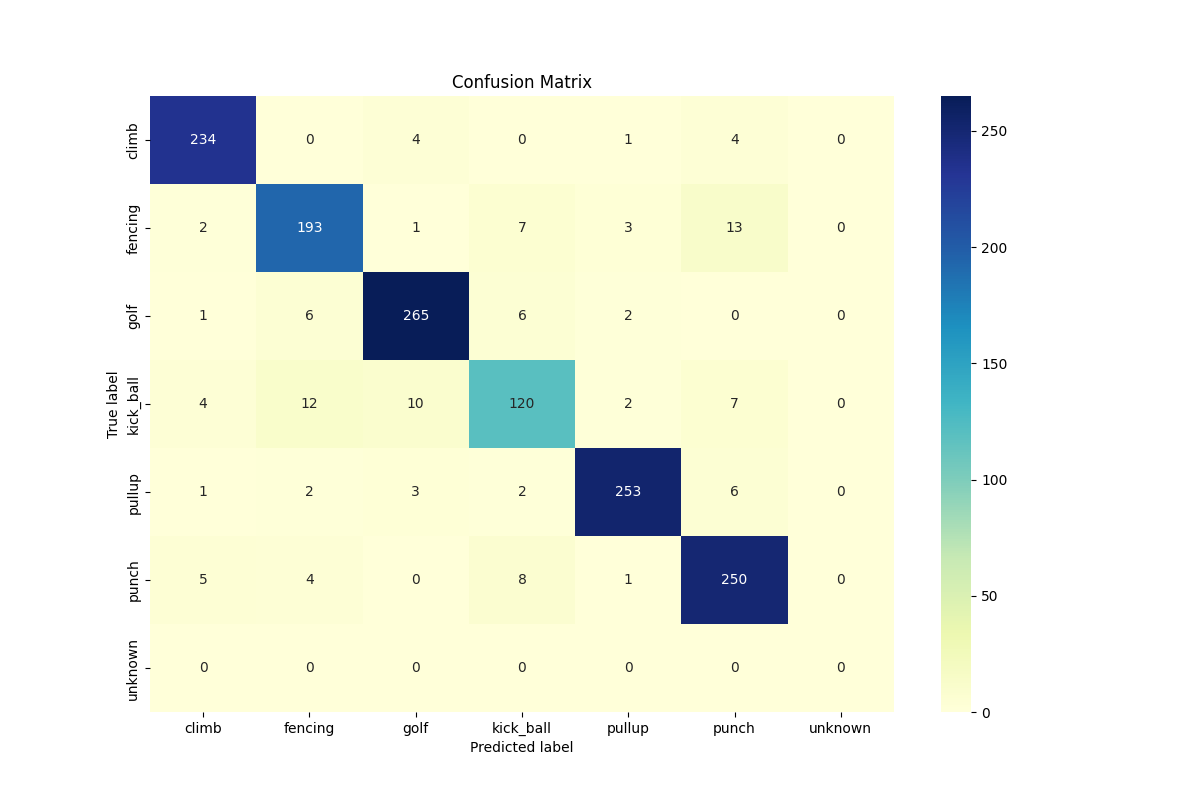 Confusion Matrix
climb 234 0 4 0 1 4 0
fencing 2 193 1 7 3 13 0
golf 1 6 265 6 2 0 0
kick_ball 4 12 10 120 2 7 0
pullup 1 2 3 2 253 6 0
punch 5 4 0 8 1 250 0
unknown 0 0 0 0 0 0 0
True label
climb fencing golf kick_ball pullup punch unknown
Predicted label
250
200
150
100
50
0